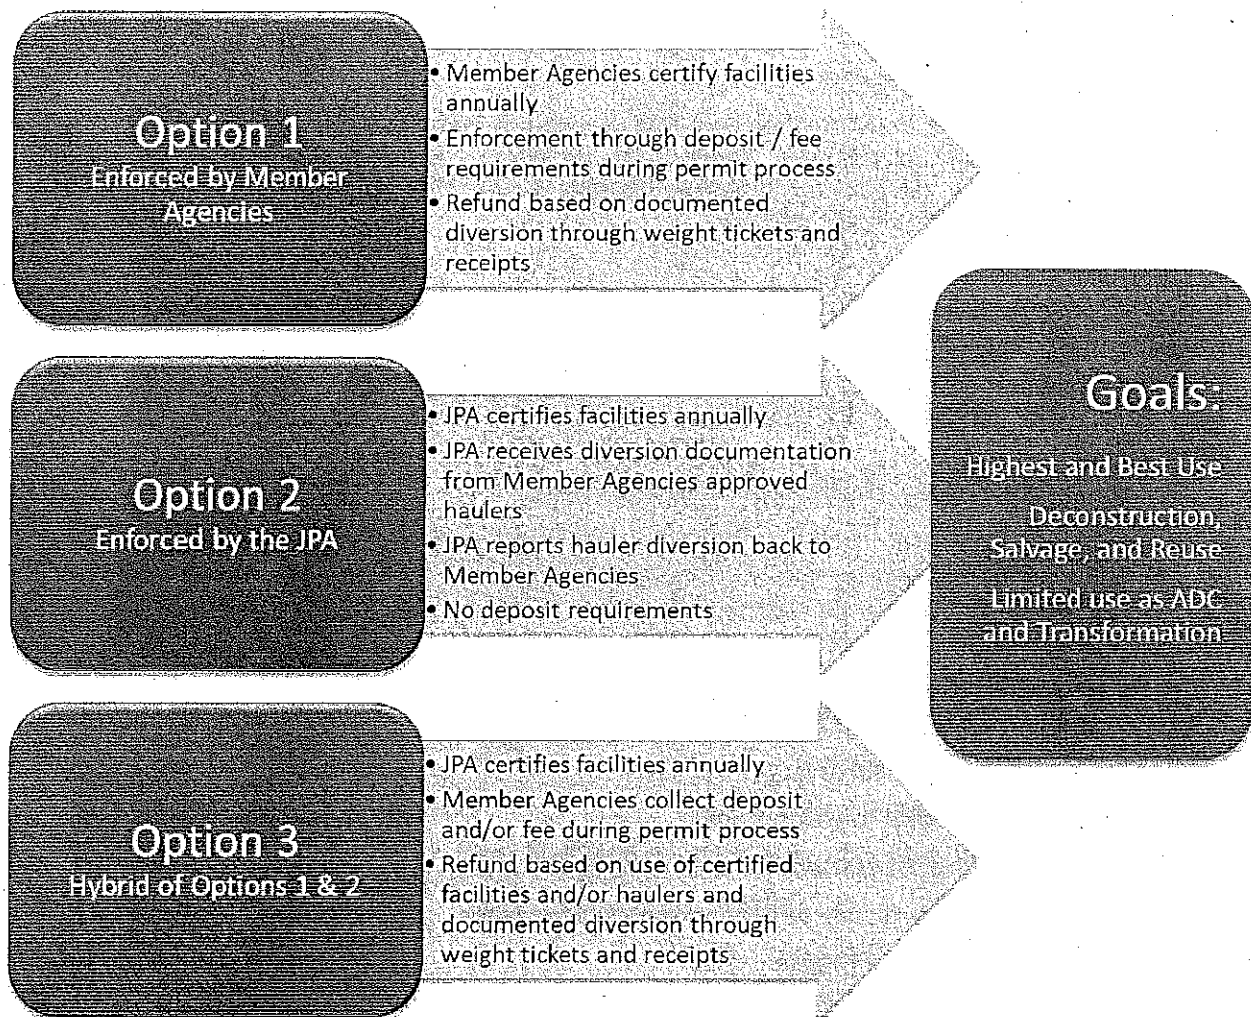 Option 1
Enforced by Member
Agencies
• Member Agencies certify facilities
annually
• Enforcement through deposit / fee
requirements during permit process
• Refund based on documented
diversion through weight tickets and
receipts
Option 2
Enforced by the JPA
• JPA certifies facilities annually
• JPA receives diversion documentation
from Member Agencies approved
haulers
• JPA reports hauler diversion back to
Member Agencies
• No deposit requirements
Option 3
Hybrid of Options 1 & 2
• JPA certifies facilities annually
• Member Agencies collect deposit
and/or fee during permit process
• Refund based on use of certified
facilities and/or haulers and
documented diversion through
weight tickets and receipts
Goals:
Highest and Best Use
Deconstruction,
Salvage, and Reuse
Limited use as ADC
and Transformation